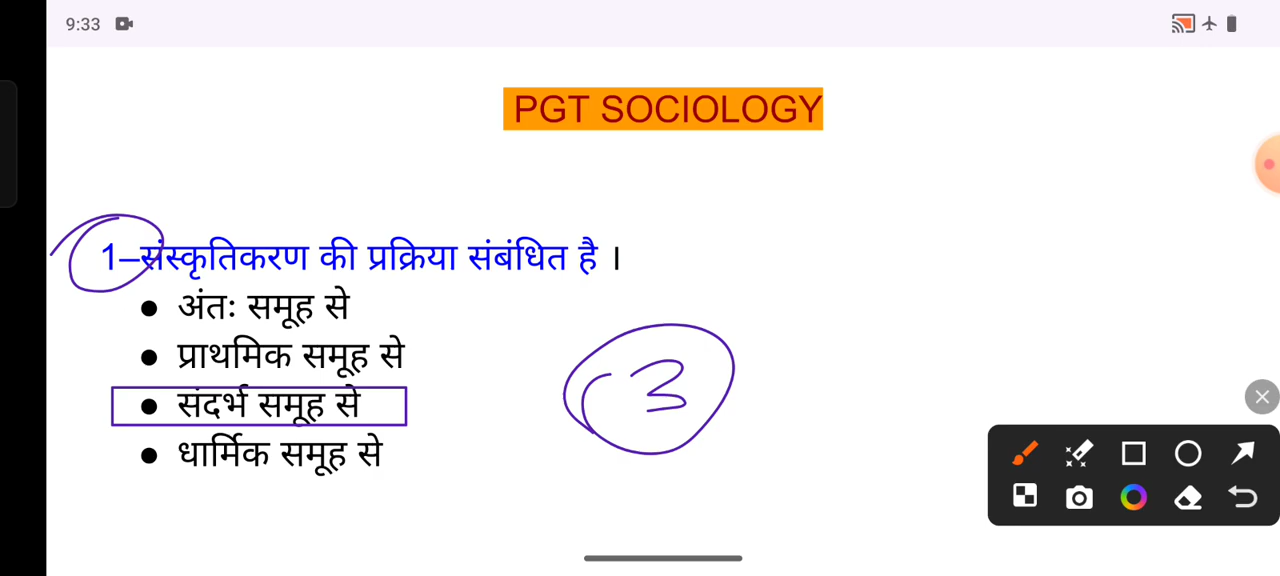 9:33
PGT SOCIOLOGY
1–संस्कृतिकरण की प्रक्रिया संबंधित है ।
● अंतः समूह से
● प्राथमिक समूह से
● संदर्भ समूह से
3
● धार्मिक समूह से